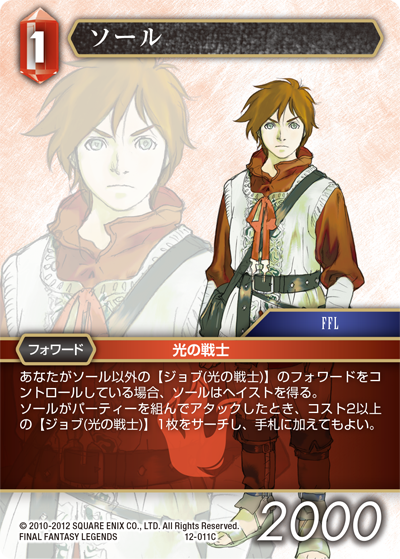 1
ソール
FFL
フォワード
光の戦士
あなたがソール以外の【ジョブ(光の戦士)】のフォワードをコ
ントロールしている場合、ソールはヘイストを得る。
ソールがパーティーを組んでアタックしたとき、コスト2以上
の【ジョブ(光の戦士)】1枚をサーチし、手札に加えてもよい。
© 2010-2012 SQUARE ENIX CO., LTD. All Rights Reserved.
FINAL FANTASY LEGENDS
12-011C
2000